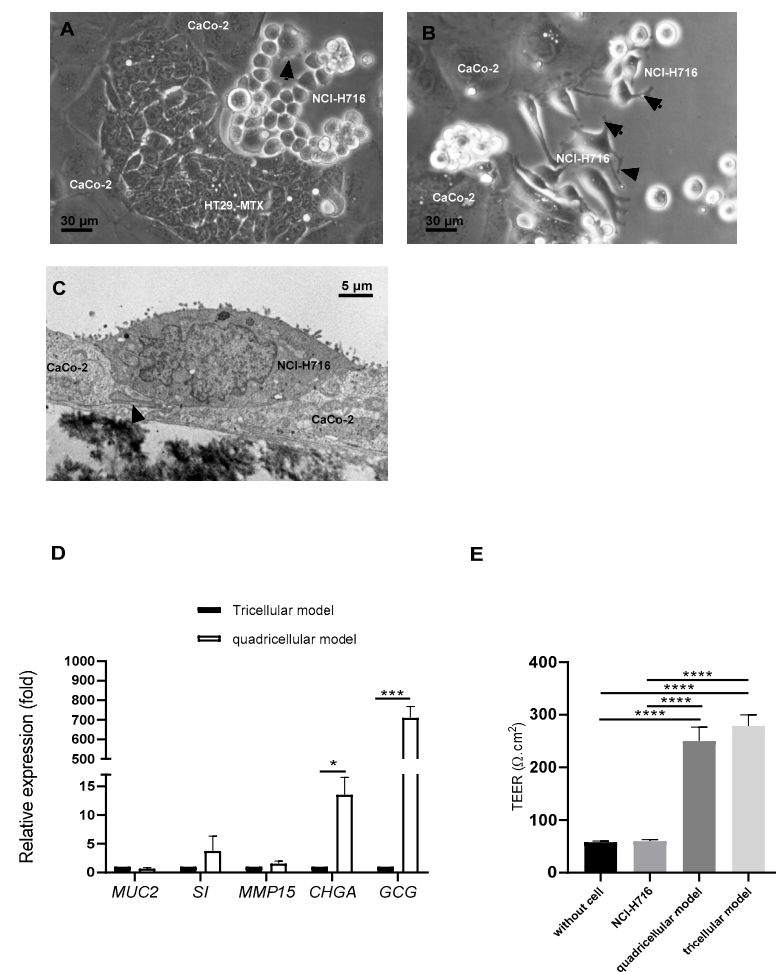 A
CaCo-2
NCI-H716
CaCo-2
HT29 -MTX
30 µm
B
CaCo-2
NCI-H716
NCI-H716
CaCo-2
30 µm
C
5 µm
CaCo-2
NCI-H716
CaCo-2
D
Tricellular model
quadricellular model
Relative expression (fold)
1000
900
800
700
600
500
15
10
5
0
*
***
MUC2 SI MMP15 CHGA GCG
E
TEER (Ω.cm²)
400
300
200
100
0
****
****
****
****
without cell
NCI-H716
quadricellular model
tricellular model